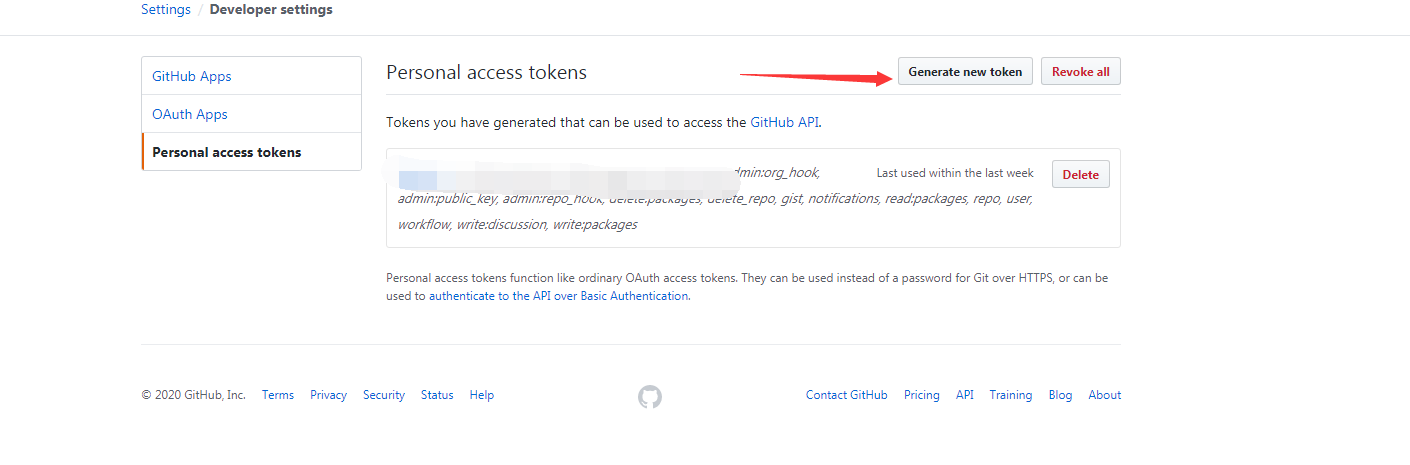 Settings / Developer settings
GitHub Apps
OAuth Apps
Personal access tokens
Personal access tokens
Generate new token
Revoke all
Tokens you have generated that can be used to access the GitHub API.
dmin:org_hook,
Last used within the last week
Delete
admin:public_key, admin:repo_hook, delete:packages, delete_repo, gist, notifications, read:packages, repo, user,
workflow, write:discussion, write:packages
Personal access tokens function like ordinary OAuth access tokens. They can be used instead of a password for Git over HTTPS, or can be
used to authenticate to the API over Basic Authentication.
© 2020 GitHub, Inc. Terms Privacy Security Status Help
Contact GitHub Pricing API Training Blog About